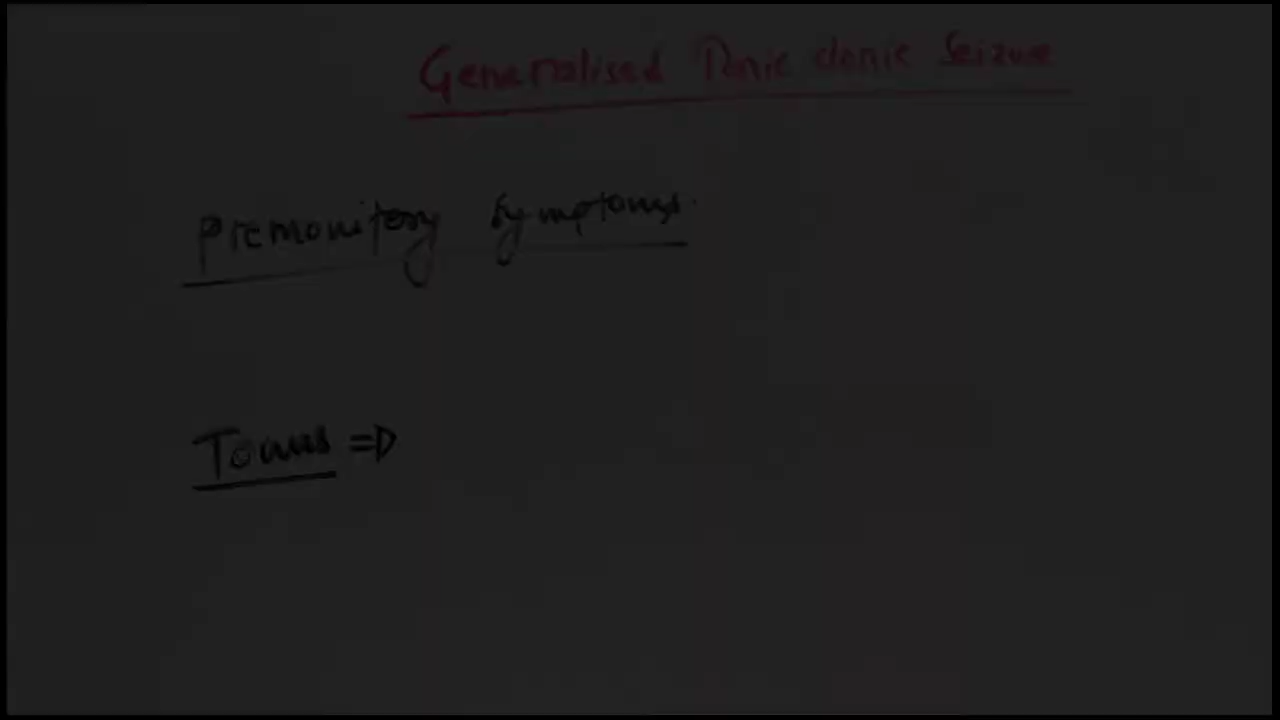 Generalised Tonic clonic Seizure
Premonitory Symptoms.
Tonus ⇒